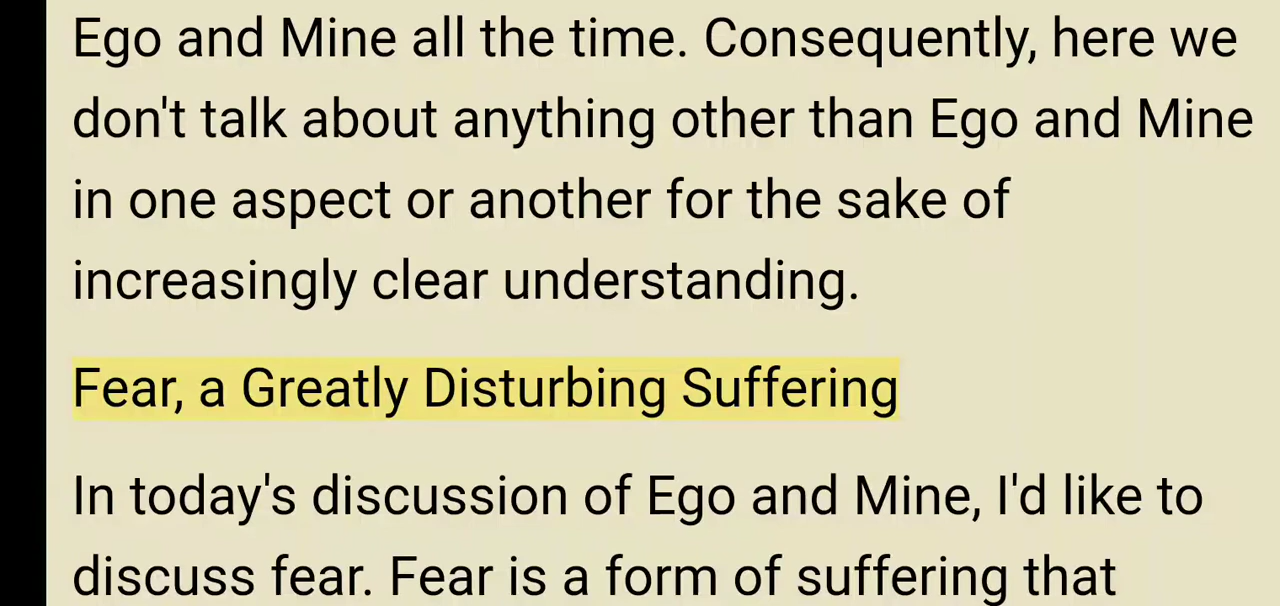 Ego and Mine all the time. Consequently, here we
don't talk about anything other than Ego and Mine
in one aspect or another for the sake of
increasingly clear understanding.
Fear, a Greatly Disturbing Suffering
In today's discussion of Ego and Mine, I'd like to
discuss fear. Fear is a form of suffering that